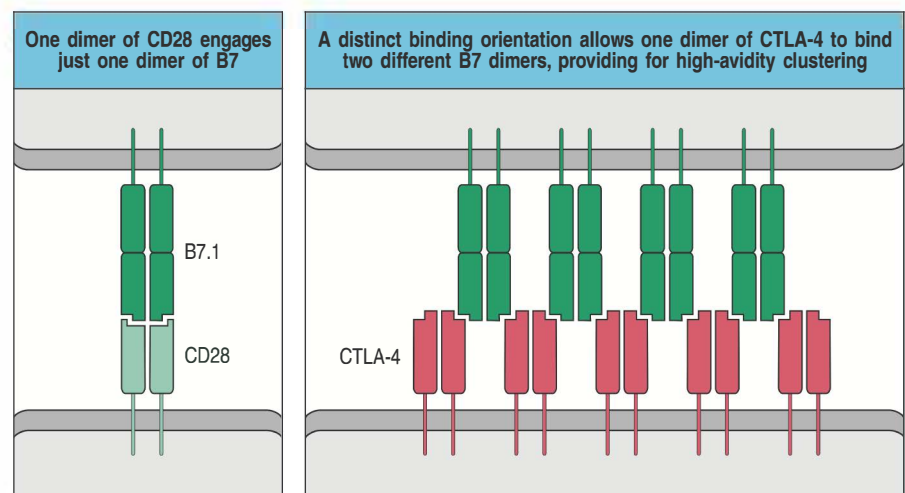 One dimer of CD28 engages
just one dimer of B7
A distinct binding orientation allows one dimer of CTLA-4 to bind
two different B7 dimers, providing for high-avidity clustering
B7.1
CD28
CTLA-4